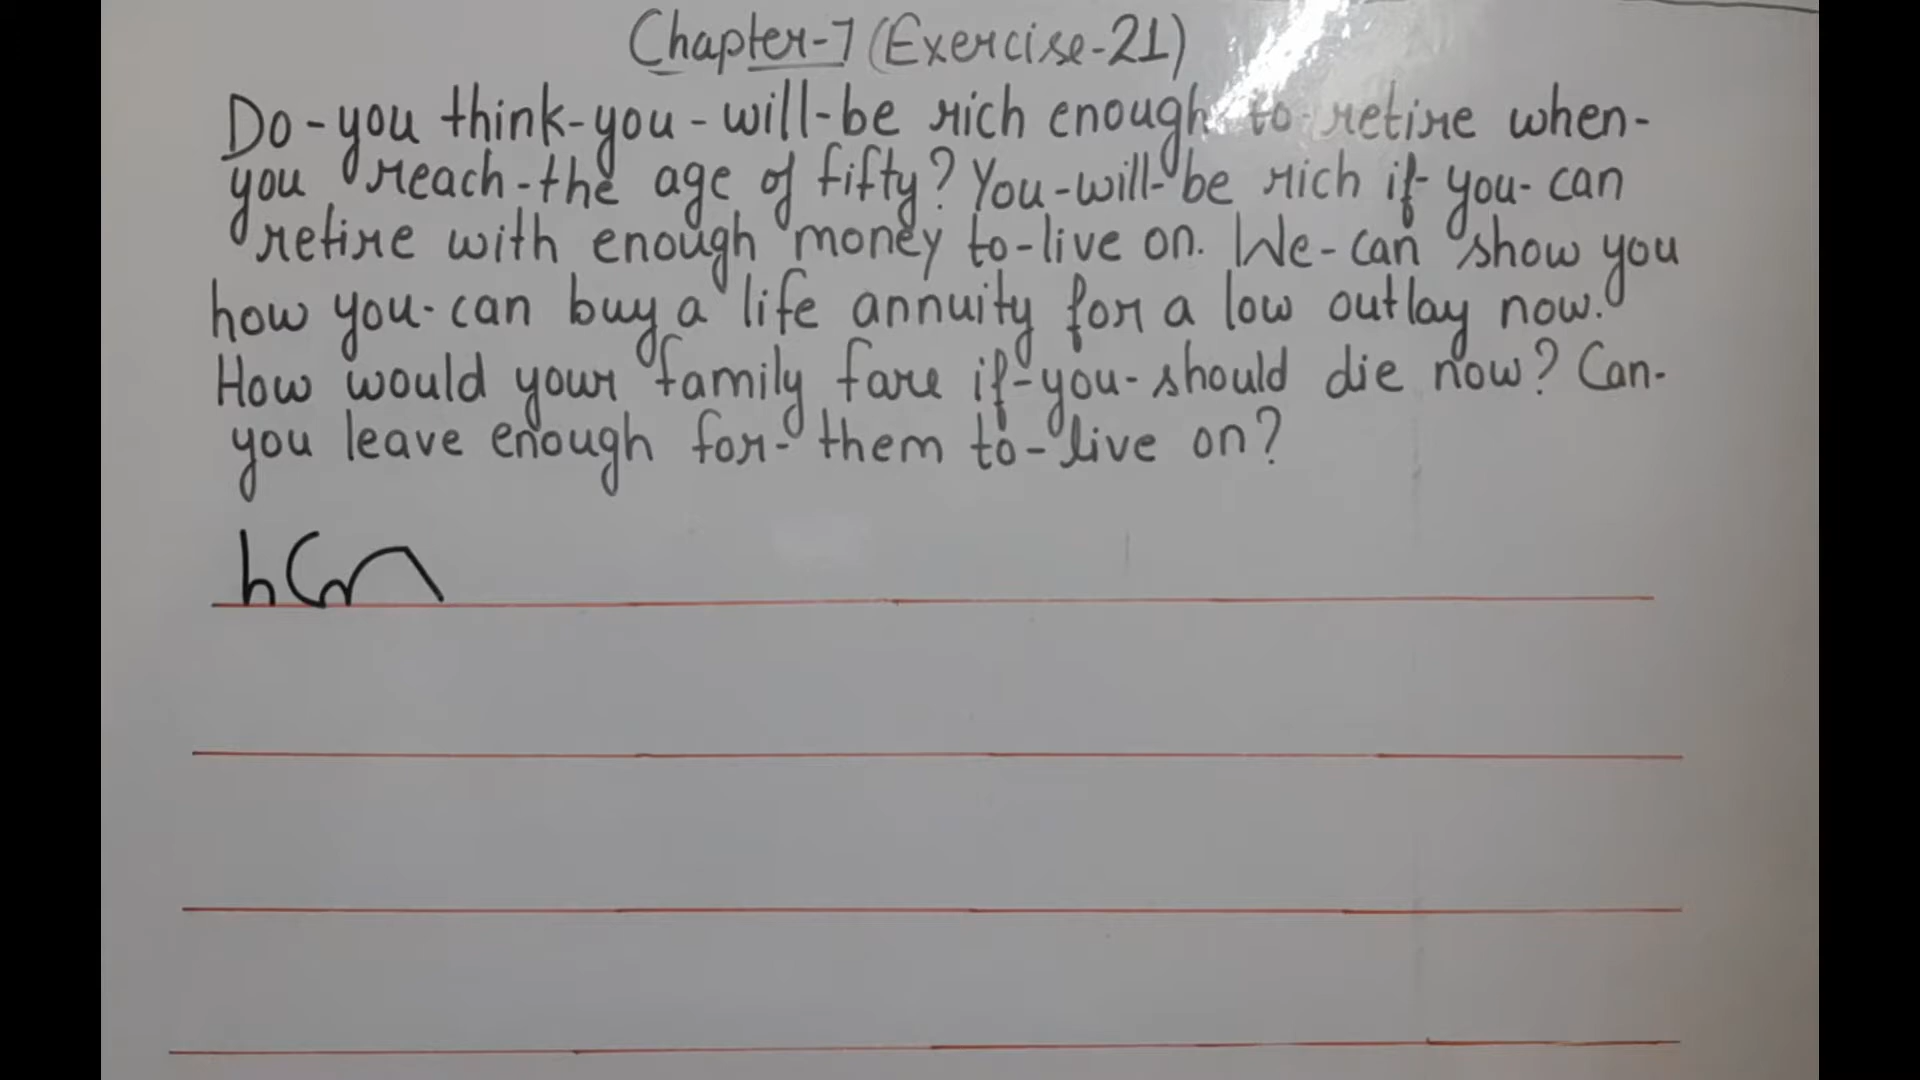 Chapter-7 (Exercise-21)
Do-you think-you-will-be rich enough to-retire when-
you reach-the age of fifty? You-will-be rich if-you-can
retire with enough money to-live on. We-can show you
how you-can buy a life annuity for a low outlay now.
How would your family fare if-you-should die now? Can-
you leave enough for-them to-live on?